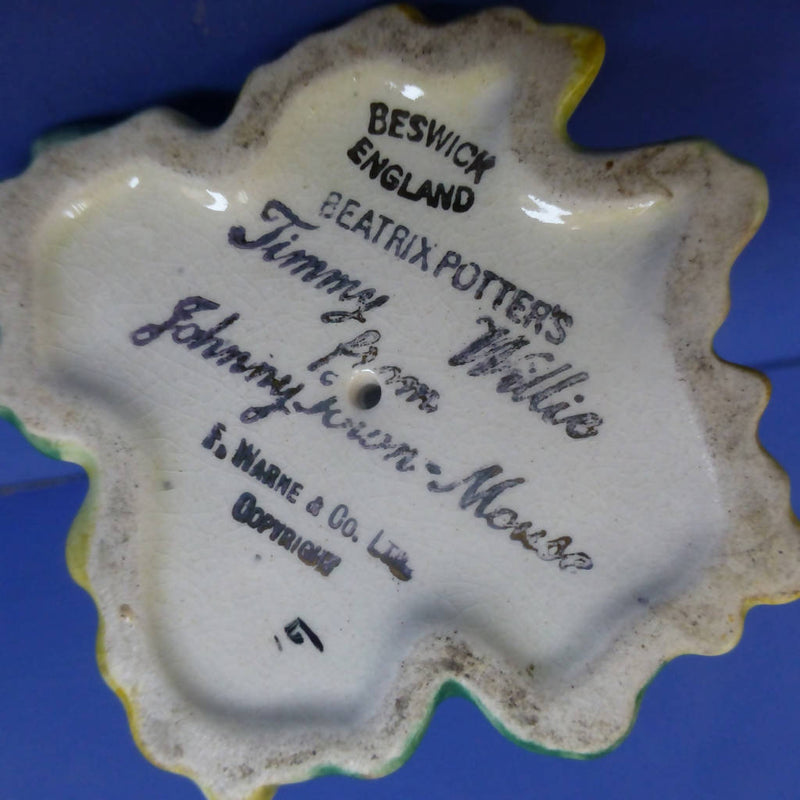 BESWICK
ENGLAND
BEATRIX POTTER'S
Timmy Willie
from
Johnny Town-Mouse
F. WARNE & CO. LTD.
COPYRIGHT